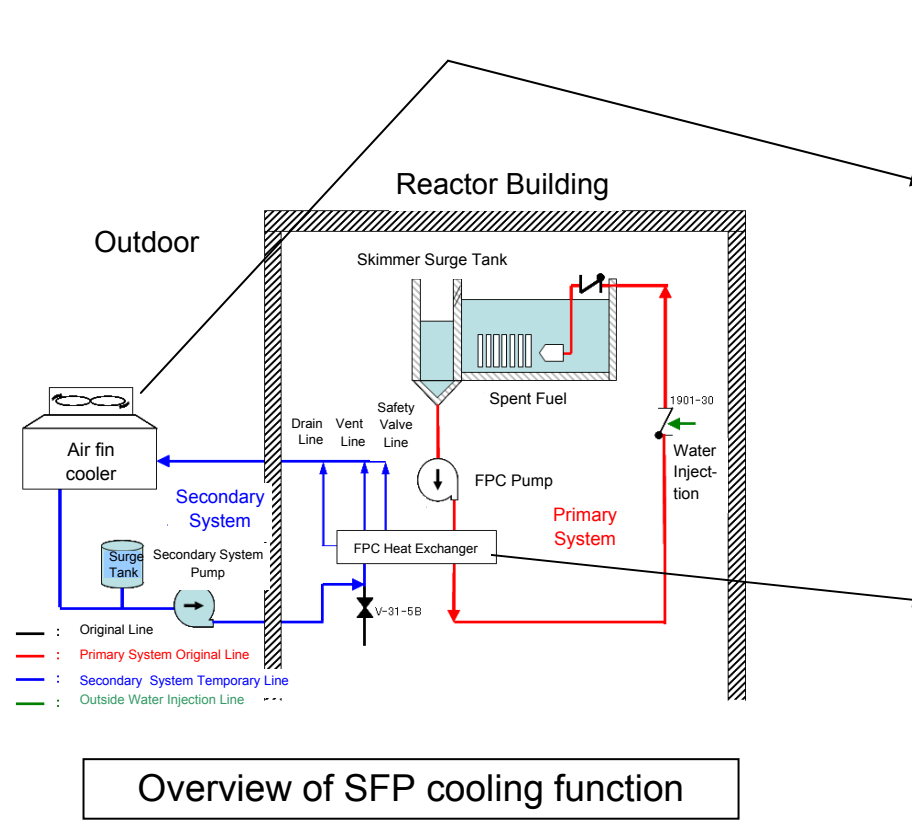 Reactor Building
Outdoor
Skimmer Surge Tank
Spent Fuel
1901-30
Water
Inject-
tion
Safety
Valve
Line
Drain
Line
Vent
Line
Air fin
cooler
FPC Pump
Secondary
System
Primary
System
FPC Heat Exchanger
Surge
Tank
Secondary System
Pump
V-31-5B
: Original Line
: Primary System Original Line
: Secondary System Temporary Line
: Outside Water Injection Line
Overview of SFP cooling function